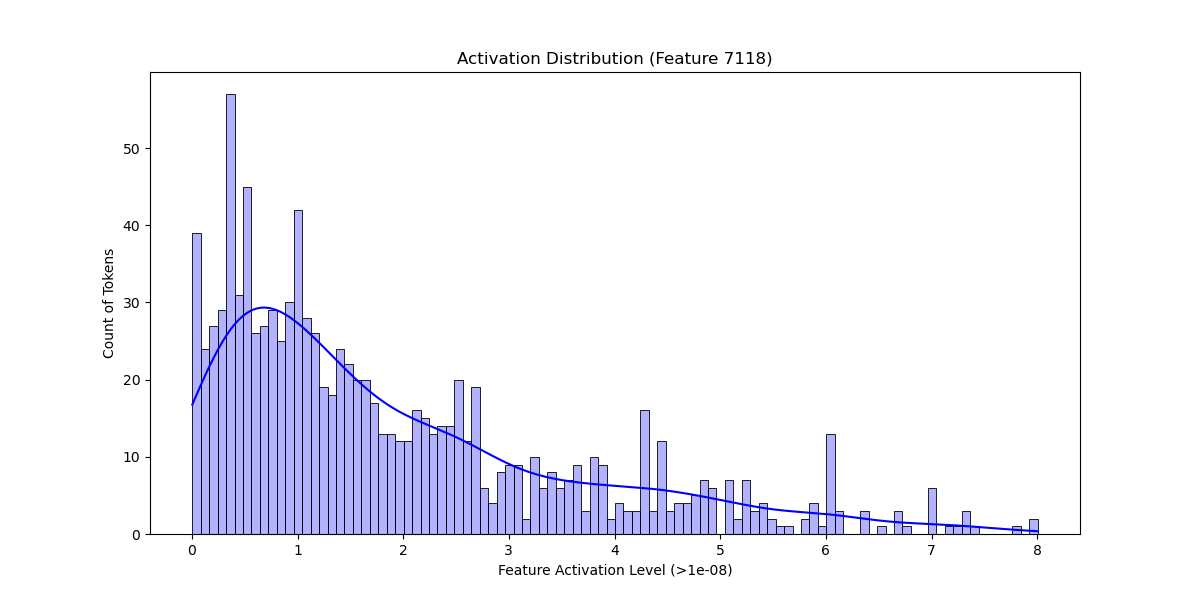 Activation Distribution (Feature 7118)
Count of Tokens
50
40
30
20
10
0
0 1 2 3 4 5 6 7 8
Feature Activation Level (>1e-08)